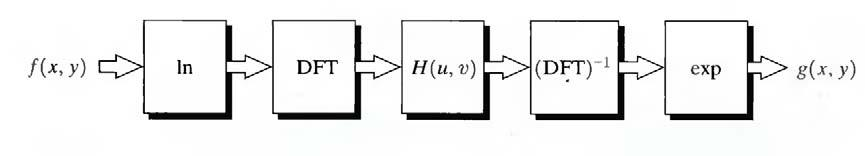 f(x, y) ln DFT H(u, v) (DFT)⁻¹ exp g(x, y)